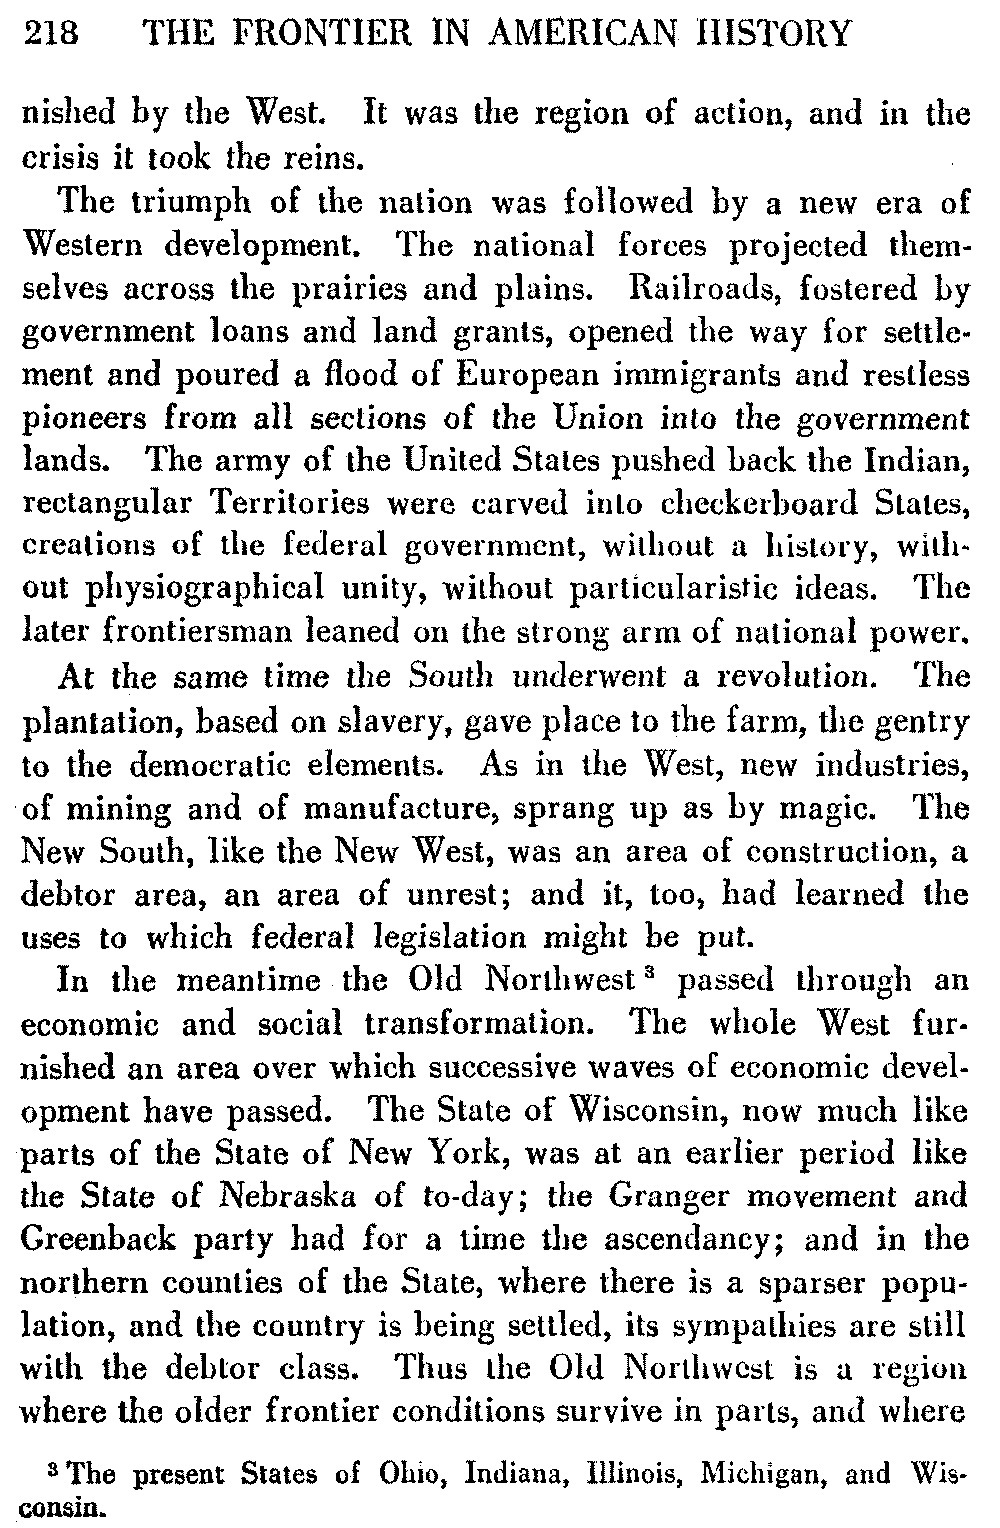 218 THE FRONTIER IN AMERICAN HISTORY
nished by the West. It was the region of action, and in the
crisis it took the reins.
The triumph of the nation was followed by a new era of
Western development. The national forces projected them-
selves across the prairies and plains. Railroads, fostered by
government loans and land grants, opened the way for settle-
ment and poured a flood of European immigrants and restless
pioneers from all sections of the Union into the government
lands. The army of the United States pushed back the Indian,
rectangular Territories were carved into checkerboard States,
creations of the federal government, without a history, with-
out physiographical unity, without particularistic ideas. The
later frontiersman leaned on the strong arm of national power.
At the same time the South underwent a revolution. The
plantation, based on slavery, gave place to the farm, the gentry
to the democratic elements. As in the West, new industries,
of mining and of manufacture, sprang up as by magic. The
New South, like the New West, was an area of construction, a
debtor area, an area of unrest; and it, too, had learned the
uses to which federal legislation might be put.
In the meantime the Old Northwest ³ passed through an
economic and social transformation. The whole West fur-
nished an area over which successive waves of economic devel-
opment have passed. The State of Wisconsin, now much like
parts of the State of New York, was at an earlier period like
the State of Nebraska of to-day; the Granger movement and
Greenback party had for a time the ascendancy; and in the
northern counties of the State, where there is a sparser popu-
lation, and the country is being settled, its sympathies are still
with the debtor class. Thus the Old Northwest is a region
where the older frontier conditions survive in parts, and where
³ The present States of Ohio, Indiana, Illinois, Michigan, and Wis-
consin.